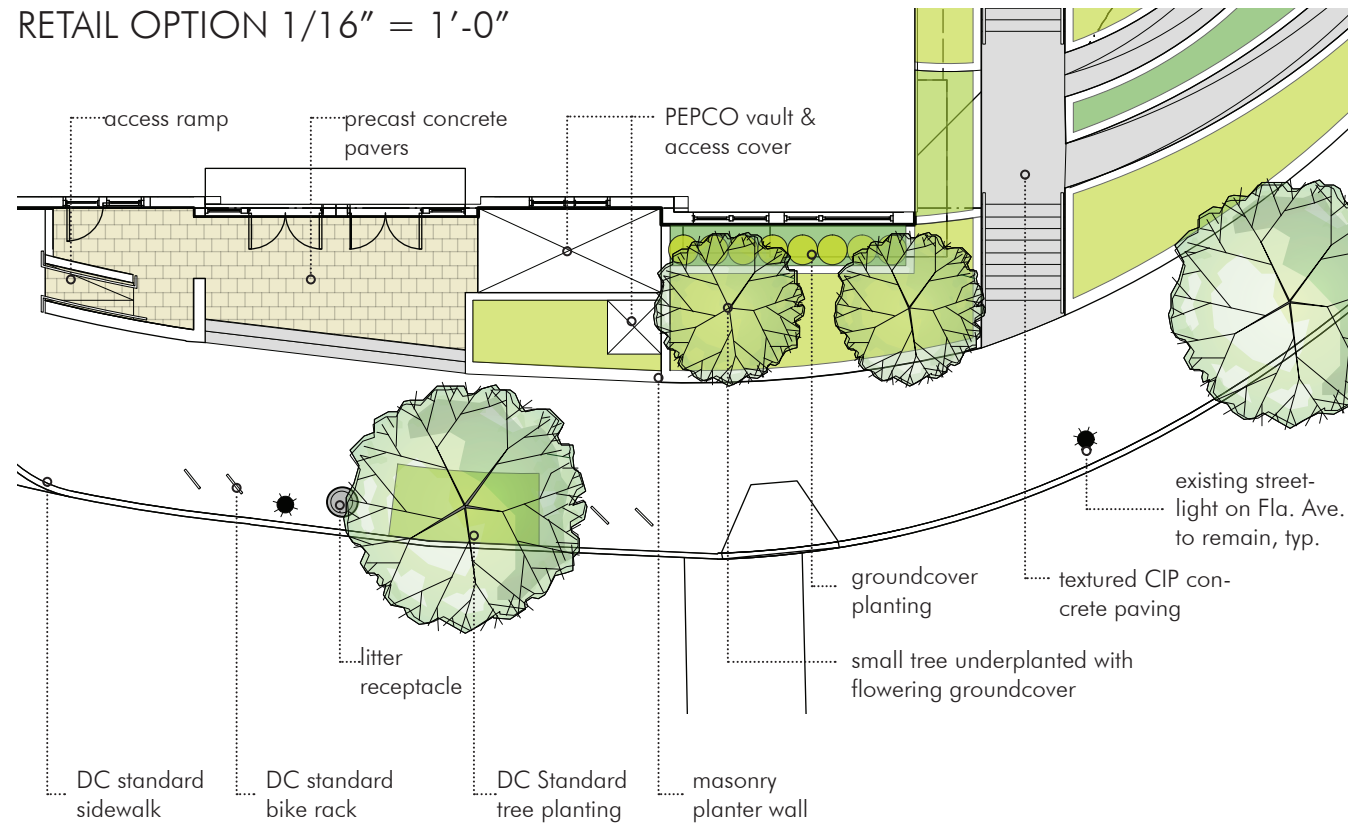 RETAIL OPTION 1/16” = 1’-0”
access ramp
precast concrete
pavers
PEPCO vault &
access cover
existing street-
light on Fla. Ave.
to remain, typ.
groundcover
planting
textured CIP con-
crete paving
litter
receptacle
small tree underplanted with
flowering groundcover
DC standard
sidewalk
DC standard
bike rack
DC Standard
tree planting
masonry
planter wall